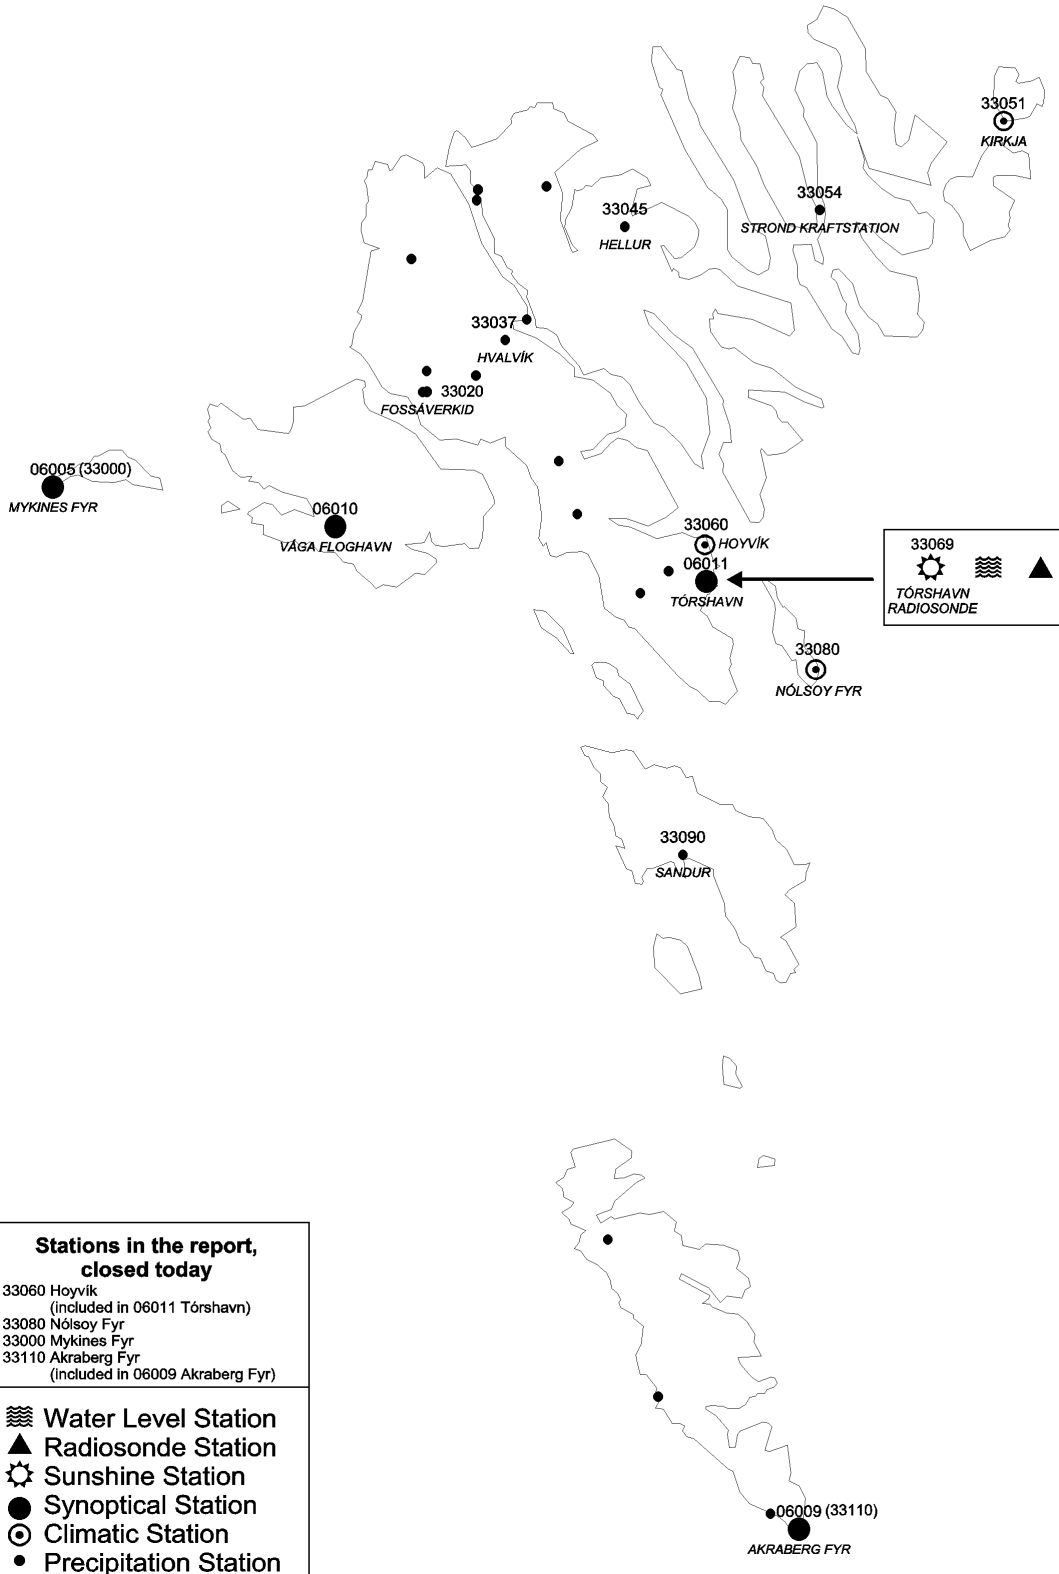 33051
KIRKJA
33054
STROND KRAFTSTATION
33045
HELLUR
33037
HVALVÍK
33020
FOSSÁVERKID
06005 (33000)
MYKINES FYR
06010
VÁGA FLOGHAVN
33060
HOYVÍK
06011
TÓRSHAVN
33069
TÓRSHAVN
RADIOSONDE
33080
NÓLSOY FYR
33090
SANDUR
Stations in the report,
closed today
33060 Hoyvík
(included in 06011 Tórshavn)
33080 Nólsoy Fyr
33000 Mykines Fyr
33110 Akraberg Fyr
(included in 06009 Akraberg Fyr)
Water Level Station
Radiosonde Station
Sunshine Station
Synoptical Station
Climatic Station
Precipitation Station
06009 (33110)
AKRABERG FYR